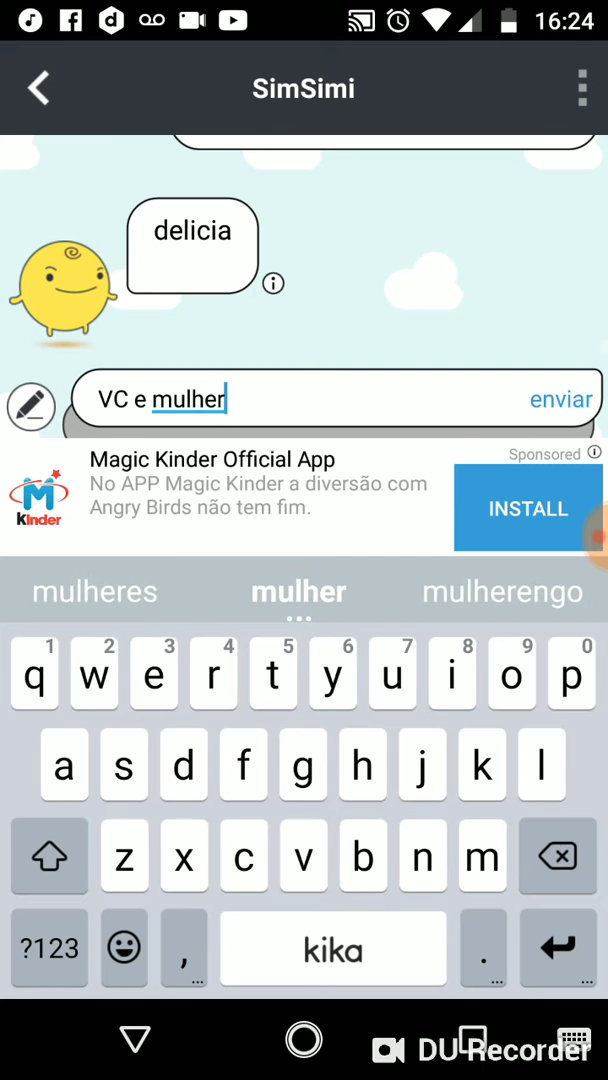 16:24
SimSimi
delicia
VC e mulher
enviar
Magic Kinder Official App
Sponsored
No APP Magic Kinder a diversão com
Angry Birds não tem fim.
INSTALL
Kinder
mulheres mulher mulherengo
1 2 3 4 5 6 7 8 9 0
q w e r t y u i o p
a s d f g h j k l
z x c v b n m
?123 , kika .
DU Recorder